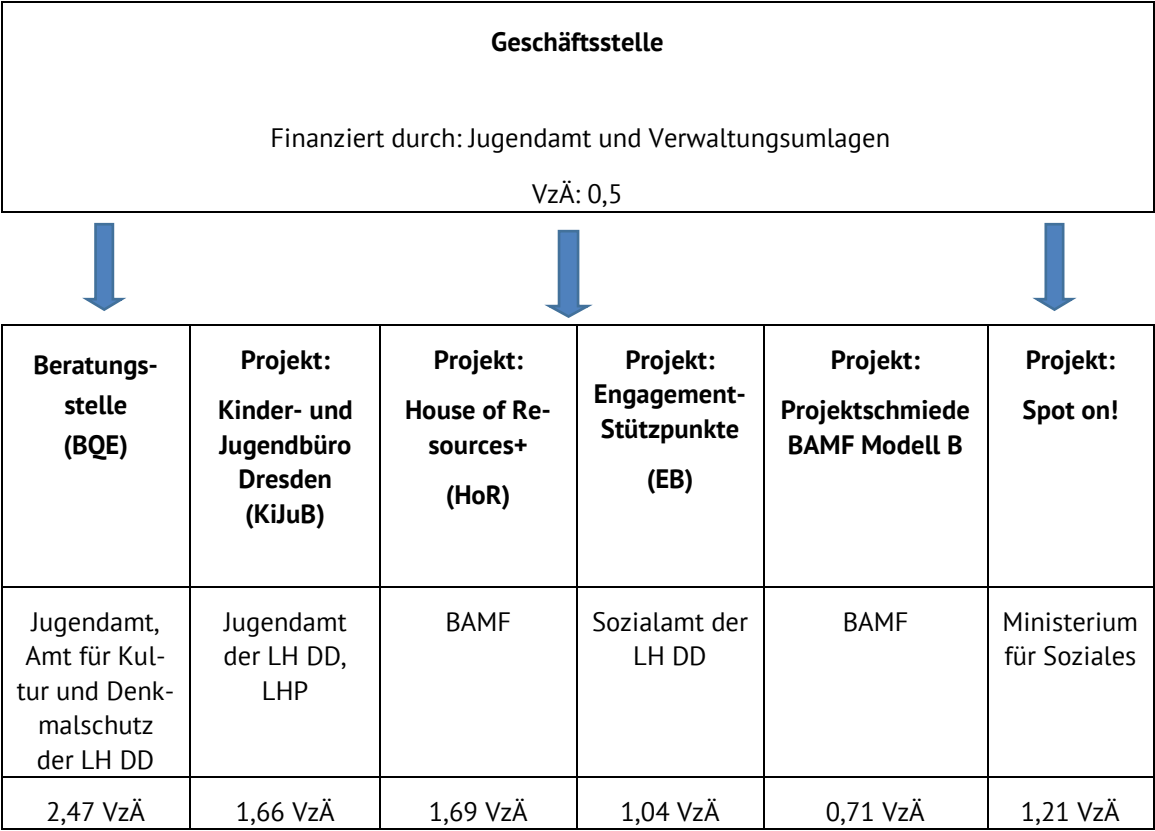 Geschäftsstelle
Finanziert durch: Jugendamt und Verwaltungsumlagen
VzÄ: 0,5
Beratungs-
stelle
(BQE)
Projekt:
Kinder- und
Jugendbüro
Dresden
(KiJuB)
Projekt:
House of Re-
sources+
(HoR)
Projekt:
Engagement-
Stützpunkte
(EB)
Projekt:
Projektschmiede
BAMF Modell B
Projekt:
Spot on!
Jugendamt,
Amt für Kul-
tur und Denk-
malschutz
der LH DD
Jugendamt
der LH DD,
LHP
BAMF
Sozialamt der
LH DD
BAMF
Ministerium
für Soziales
2,47 VzÄ
1,66 VzÄ
1,69 VzÄ
1,04 VzÄ
0,71 VzÄ
1,21 VzÄ